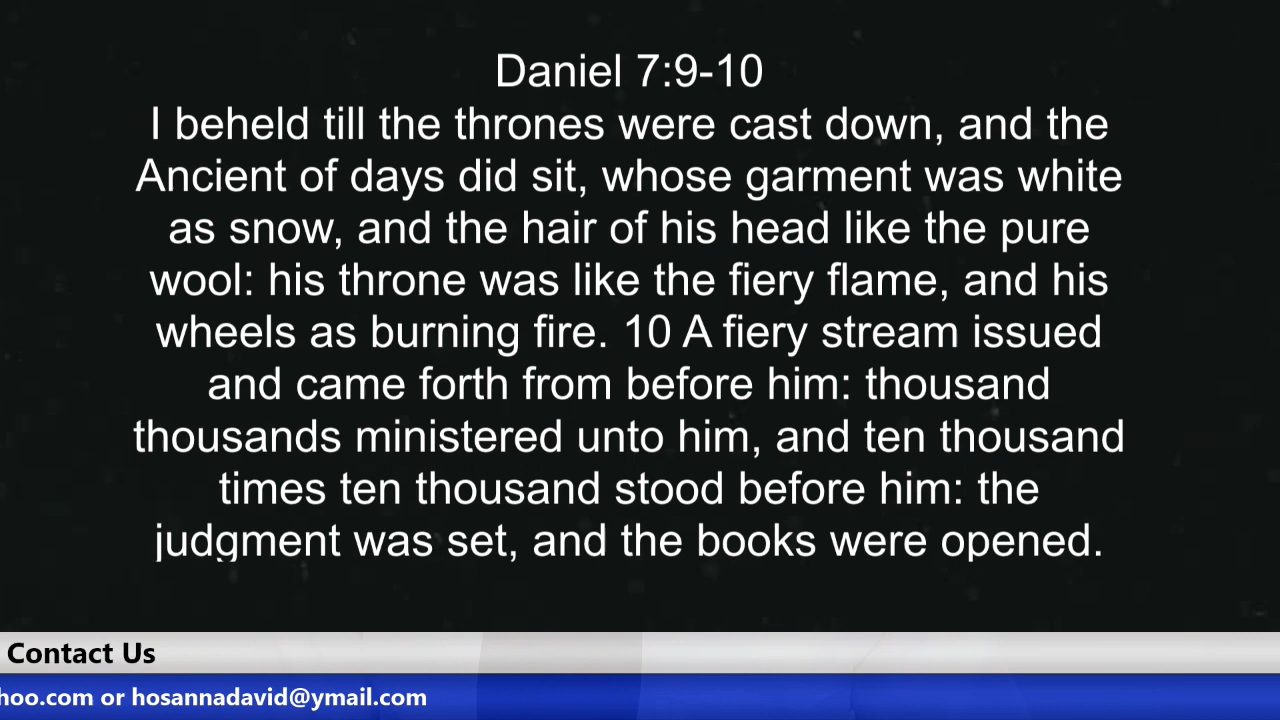 Daniel 7:9-10
I beheld till the thrones were cast down, and the
Ancient of days did sit, whose garment was white
as snow, and the hair of his head like the pure
wool: his throne was like the fiery flame, and his
wheels as burning fire. 10 A fiery stream issued
and came forth from before him: thousand
thousands ministered unto him, and ten thousand
times ten thousand stood before him: the
judgment was set, and the books were opened.
Contact Us
hoo.com or hosannadavid@ymail.com